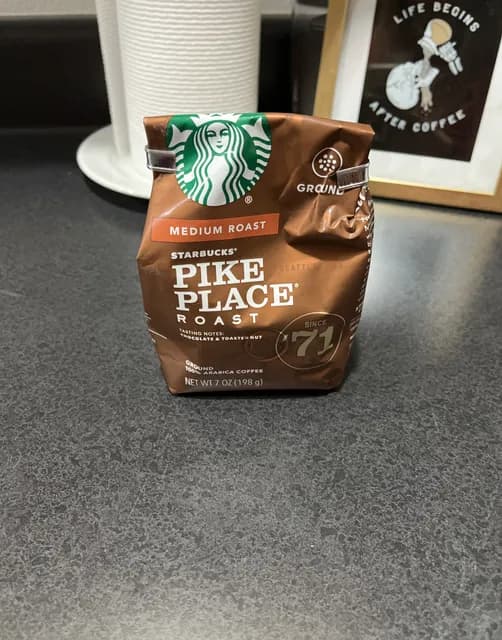 LIFE BEGINS
AFTER COFFEE
GROUND
MEDIUM ROAST
STARBUCKS®
PIKE
PLACE®
ROAST
TASTING NOTES:
CHOCOLATE & TOASTED NUT
SINCE
'71
GROUND
100% ARABICA COFFEE
NET WT 7 OZ (198 g)